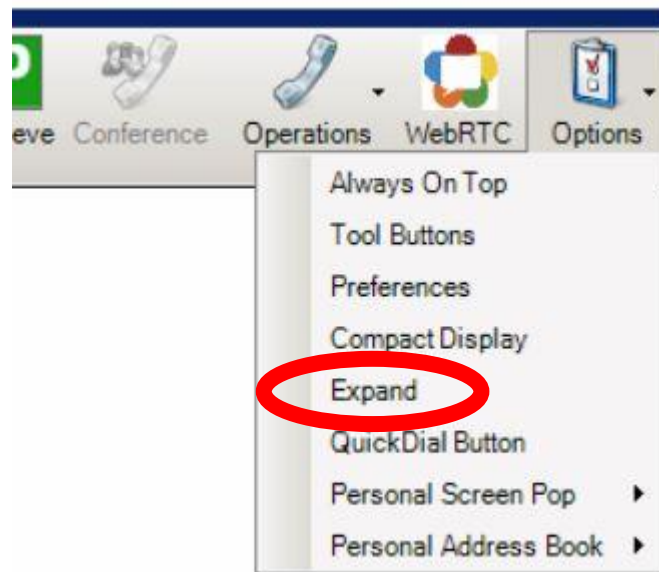 eve Conference Operations WebRTC Options
Always On Top
Tool Buttons
Preferences
Compact Display
Expand
QuickDial Button
Personal Screen Pop
Personal Address Book